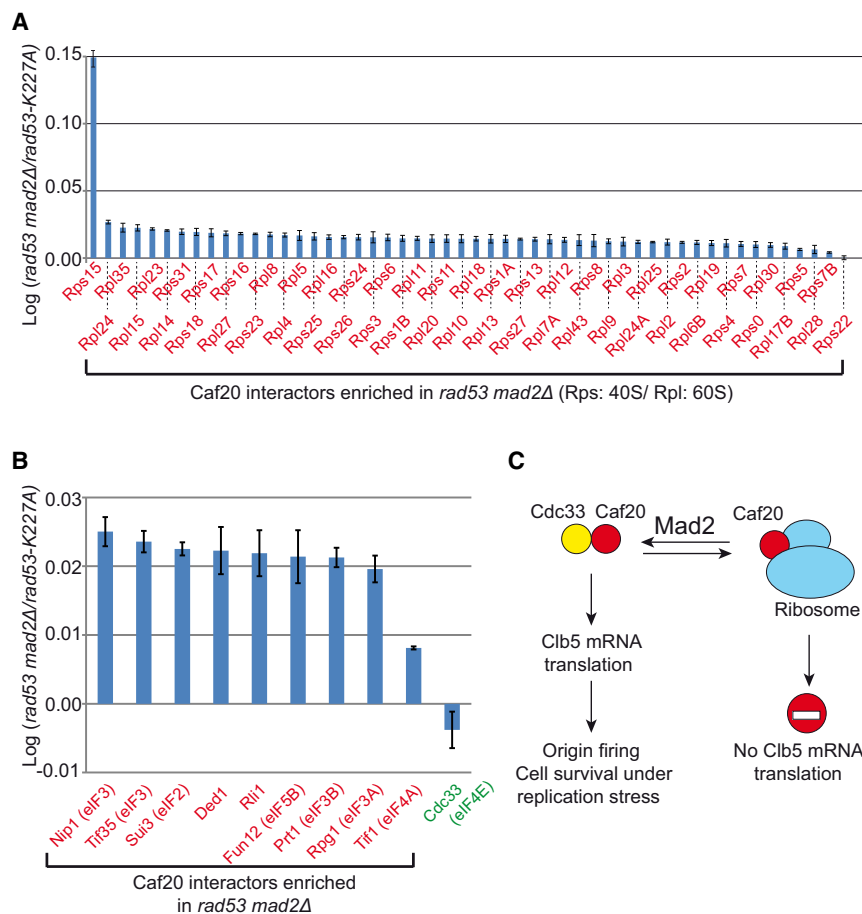 A
Log (rad53 mad2Δ/rad53-K227A)
0.15
0.10
0.05
0.00
Rps15
Rpl35
Rpl23
Rps31
Rps17
Rps16
Rpl8
Rpl5
Rpl16
Rps24
Rps6
Rpl11
Rps11
Rpl18
Rps1A
Rps13
Rpl12
Rps8
Rpl3
Rpl25
Rps2
Rpl19
Rps7
Rpl30
Rps5
Rps7B
Rpl24
Rpl15
Rpl14
Rps18
Rpl27
Rps23
Rpl4
Rps25
Rps26
Rps3
Rps1B
Rpl20
Rpl10
Rpl13
Rps27
Rpl7A
Rpl43
Rpl9
Rpl24A
Rpl2
Rpl6B
Rps4
Rps0
Rpl17B
Rpl28
Rps22
Caf20 interactors enriched in rad53 mad2Δ (Rps: 40S/ Rpl: 60S)
B
Log (rad53 mad2Δ/rad53-K227A)
0.03
0.02
0.01
0.00
-0.01
Nip1 (eIF3)
Tif35 (eIF3)
Sui3 (eIF2)
Ded1
Rli1
Fun12 (eIF5B)
Prt1 (eIF3B)
Rpg1 (eIF3A)
Tif1 (eIF4A)
Cdc33
(eIF4E)
Caf20 interactors enriched
in rad53 mad2Δ
C
Cdc33 Caf20
Mad2
Caf20
Ribosome
Clb5 mRNA
translation
Origin firing
Cell survival under
replication stress
No Clb5 mRNA
translation